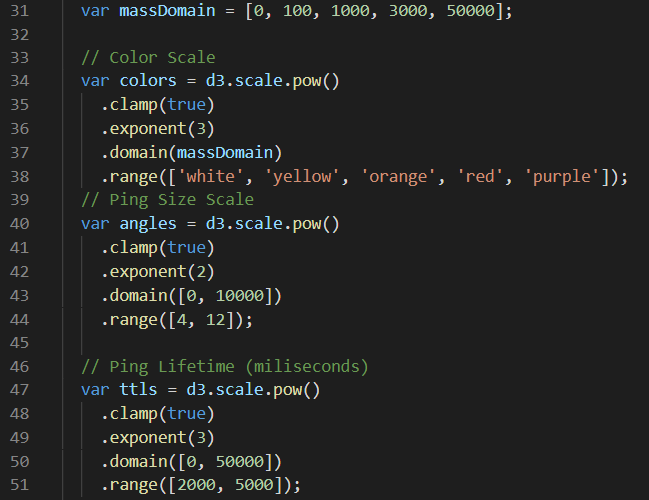 31 var massDomain = [0, 100, 1000, 3000, 50000];
32
33 // Color Scale
34 var colors = d3.scale.pow()
35 .clamp(true)
36 .exponent(3)
37 .domain(massDomain)
38 .range(['white', 'yellow', 'orange', 'red', 'purple']);
39 // Ping Size Scale
40 var angles = d3.scale.pow()
41 .clamp(true)
42 .exponent(2)
43 .domain([0, 10000])
44 .range([4, 12]);
45
46 // Ping Lifetime (miliseconds)
47 var ttls = d3.scale.pow()
48 .clamp(true)
49 .exponent(3)
50 .domain([0, 50000])
51 .range([2000, 5000]);